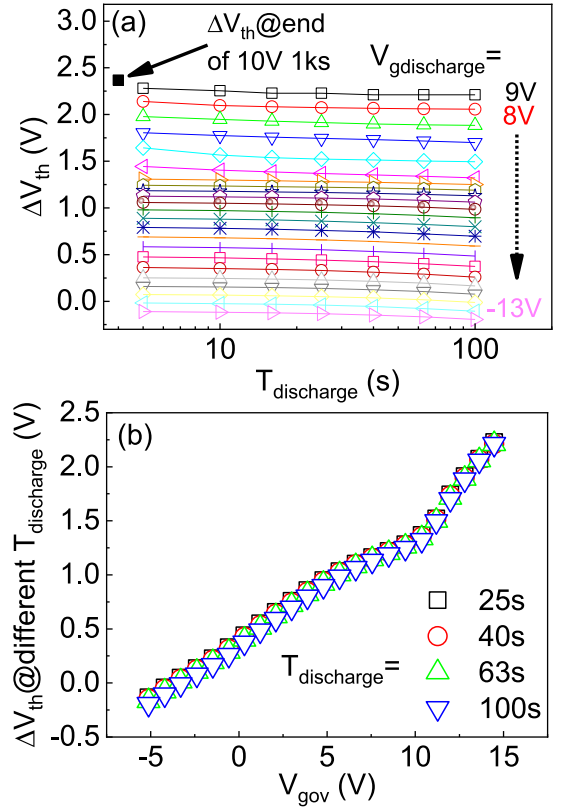 (a)
ΔVth@end
of 10V 1ks
Vgdischarge=
9V
8V
-13V
3.0
2.5
2.0
1.5
1.0
0.5
0.0
ΔVth (V)
10
100
Tdischarge (s)
(b)
2.5
2.0
1.5
1.0
0.5
0.0
-0.5
ΔVth@different Tdischarge (V)
Tdischarge=
25s
40s
63s
100s
-5
0
5
10
15
Vgov (V)